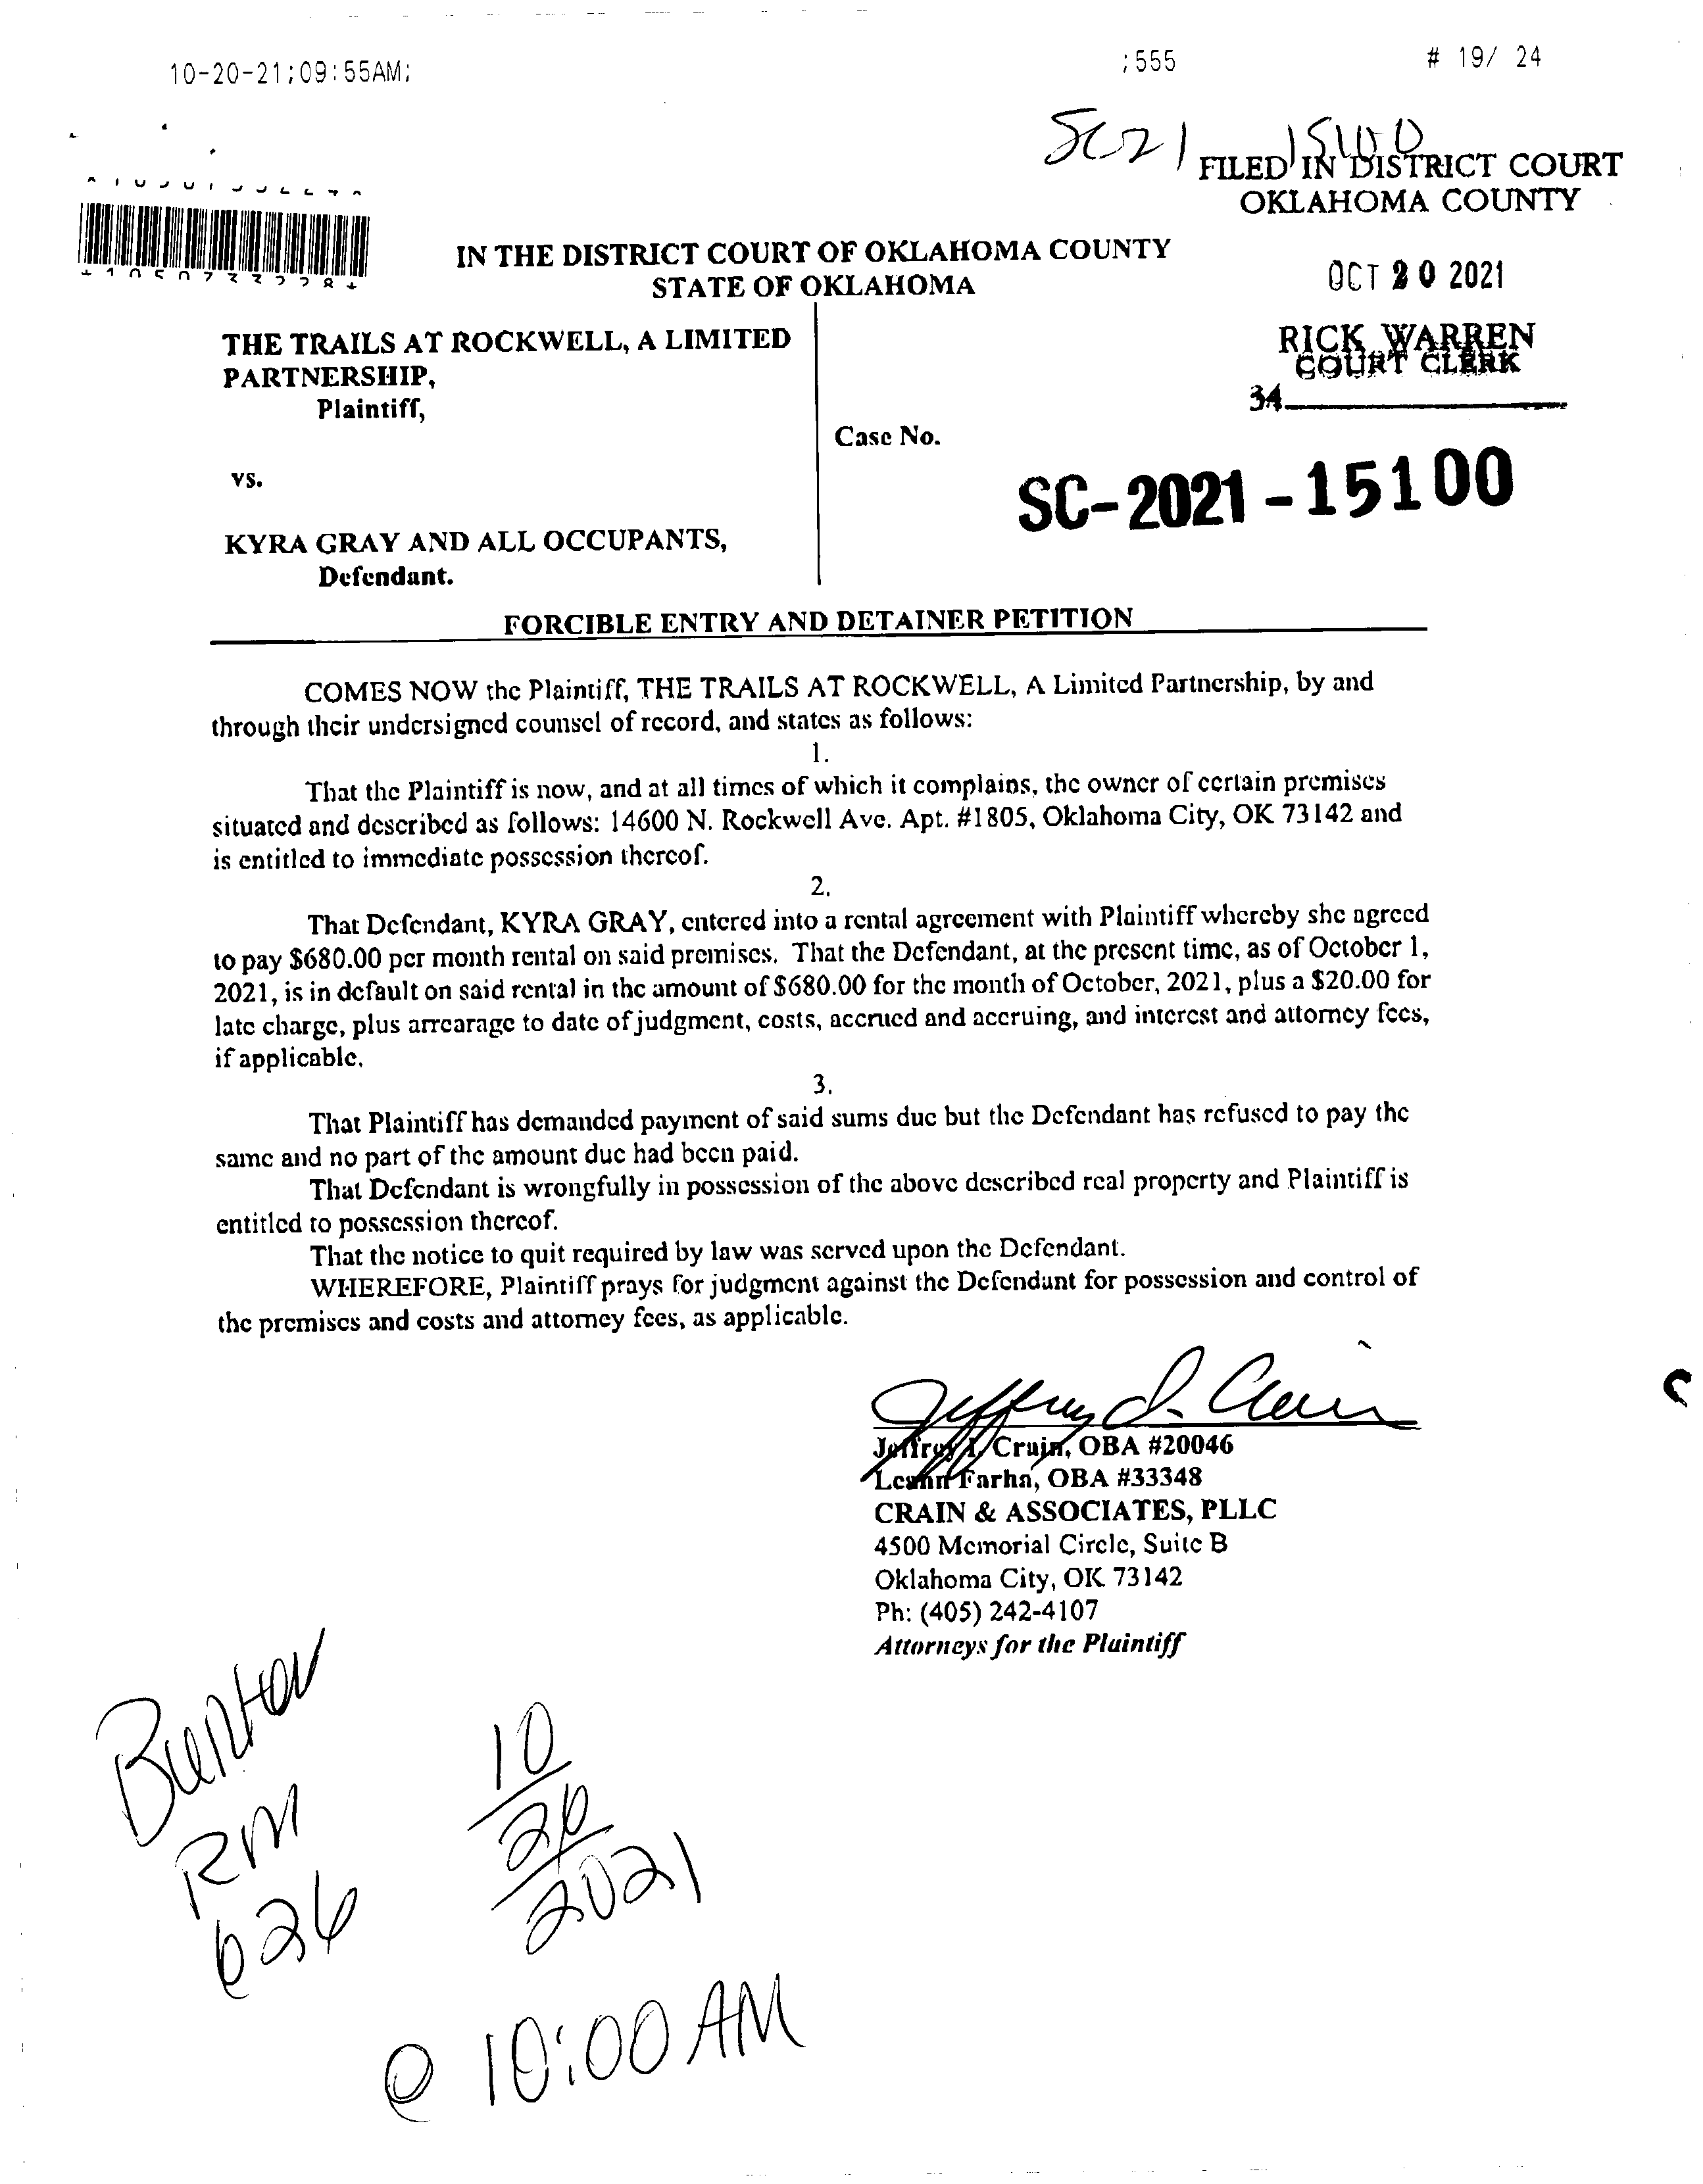 10-20-21;09:55AM; ;555 # 19/ 24
SC21 15100
FILED IN DISTRICT COURT
OKLAHOMA COUNTY
IN THE DISTRICT COURT OF OKLAHOMA COUNTY
STATE OF OKLAHOMA
OCT 20 2021
RICK WARREN
COURT CLERK
34
THE TRAILS AT ROCKWELL, A LIMITED
PARTNERSHIP,
Plaintiff,
Case No.
vs.
SC-2021-15100
KYRA GRAY AND ALL OCCUPANTS,
Defendant.
FORCIBLE ENTRY AND DETAINER PETITION
COMES NOW the Plaintiff, THE TRAILS AT ROCKWELL, A Limited Partnership, by and
through their undersigned counsel of record, and states as follows:
1.
That the Plaintiff is now, and at all times of which it complains, the owner of certain premises
situated and described as follows: 14600 N. Rockwell Ave. Apt. #1805, Oklahoma City, OK 73142 and
is entitled to immediate possession thereof.
2.
That Defendant, KYRA GRAY, entered into a rental agreement with Plaintiff whereby she agreed
to pay $680.00 per month rental on said premises. That the Defendant, at the present time, as of October 1,
2021, is in default on said rental in the amount of $680.00 for the month of October, 2021, plus a $20.00 for
late charge, plus arrearage to date of judgment, costs, accrued and accruing, and interest and attorney fees,
if applicable.
3.
That Plaintiff has demanded payment of said sums due but the Defendant has refused to pay the
same and no part of the amount due had been paid.
That Defendant is wrongfully in possession of the above described real property and Plaintiff is
entitled to possession thereof.
That the notice to quit required by law was served upon the Defendant.
WHEREFORE, Plaintiff prays for judgment against the Defendant for possession and control of
the premises and costs and attorney fees, as applicable.
Jeffrey I. Crain, OBA #20046
Leann Farha, OBA #33348
CRAIN & ASSOCIATES, PLLC
4500 Memorial Circle, Suite B
Oklahoma City, OK 73142
Ph: (405) 242-4107
Attorneys for the Plaintiff
Burton
RM
626
10
26
2021
@ 10:00 AM